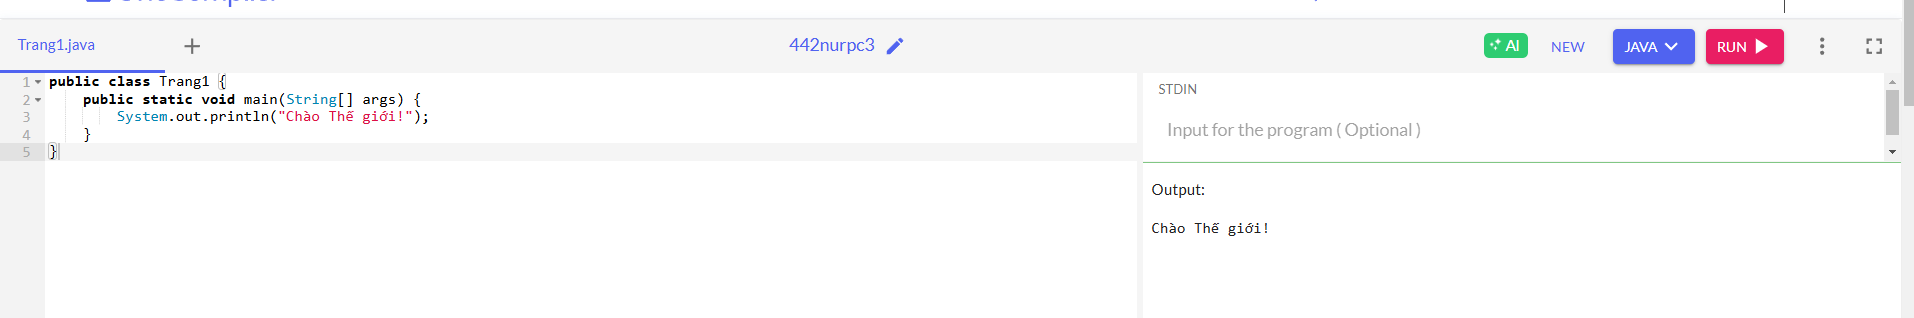 Trang1.java
442nurpc3
AI
NEW
JAVA
RUN
1 public class Trang1 {
2 public static void main(String[] args) {
3 System.out.println("Chào Thế giới!");
4 }
5 }
STDIN
Input for the program ( Optional )
Output:
Chào Thế giới!